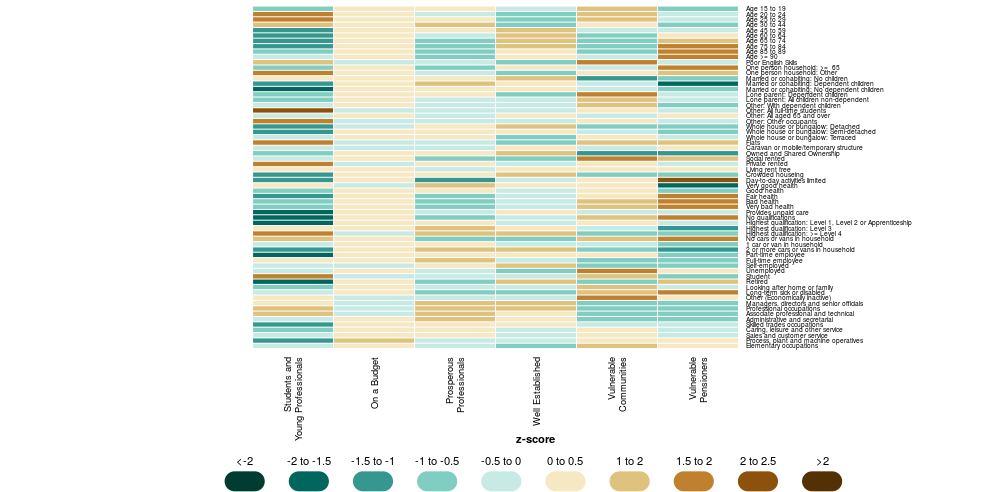 Age 15 to 19
Age 20 to 24
Age 25 to 29
Age 30 to 44
Age 45 to 59
Age 60 to 64
Age 65 to 74
Age 75 to 84
Age 85 to 89
Age >= 90
Poor English Skills
One person household: >= 65
One person household: Other
Married or cohabiting: No children
Married or cohabiting: Dependent children
Married or cohabiting: No dependent children
Lone parent: Dependent children
Lone parent: All children non-dependent
Other: With dependent children
Other: All full-time students
Other: All aged 65 and over
Other: Other occupants
Whole house or bungalow: Detached
Whole house or bungalow: Semi-detached
Whole house or bungalow: Terraced
Flats
Caravan or mobile/temporary structure
Owned and Shared Ownership
Social rented
Private rented
Living rent free
Crowded houseing
Day-to-day activities limited
Very good health
Good health
Fair health
Bad health
Very bad health
Provides unpaid care
No qualifications
Highest qualification: Level 1, Level 2 or Apprenticeship
Highest qualification: Level 3
Highest qualification: >= Level 4
No cars or vans in household
1 car or van in household
2 or more cars or vans in household
Part-time employee
Full-time employee
Self-employed
Unemployed
Student
Retired
Looking after home or family
Long-term sick or disabled
Other (Economically inactive)
Managers, directors and senior officials
Professional occupations
Associate professional and technical
Administrative and secretarial
Skilled trades occupations
Caring, leisure and other service
Sales and customer service
Process, plant and machine operatives
Elementary occupations
Students and
Young Professionals
On a Budget
Prosperous
Professionals
Well Established
Vulnerable
Communities
Vulnerable
Pensioners
z-score
<-2
-2 to -1.5
-1.5 to -1
-1 to -0.5
-0.5 to 0
0 to 0.5
1 to 2
1.5 to 2
2 to 2.5
>2